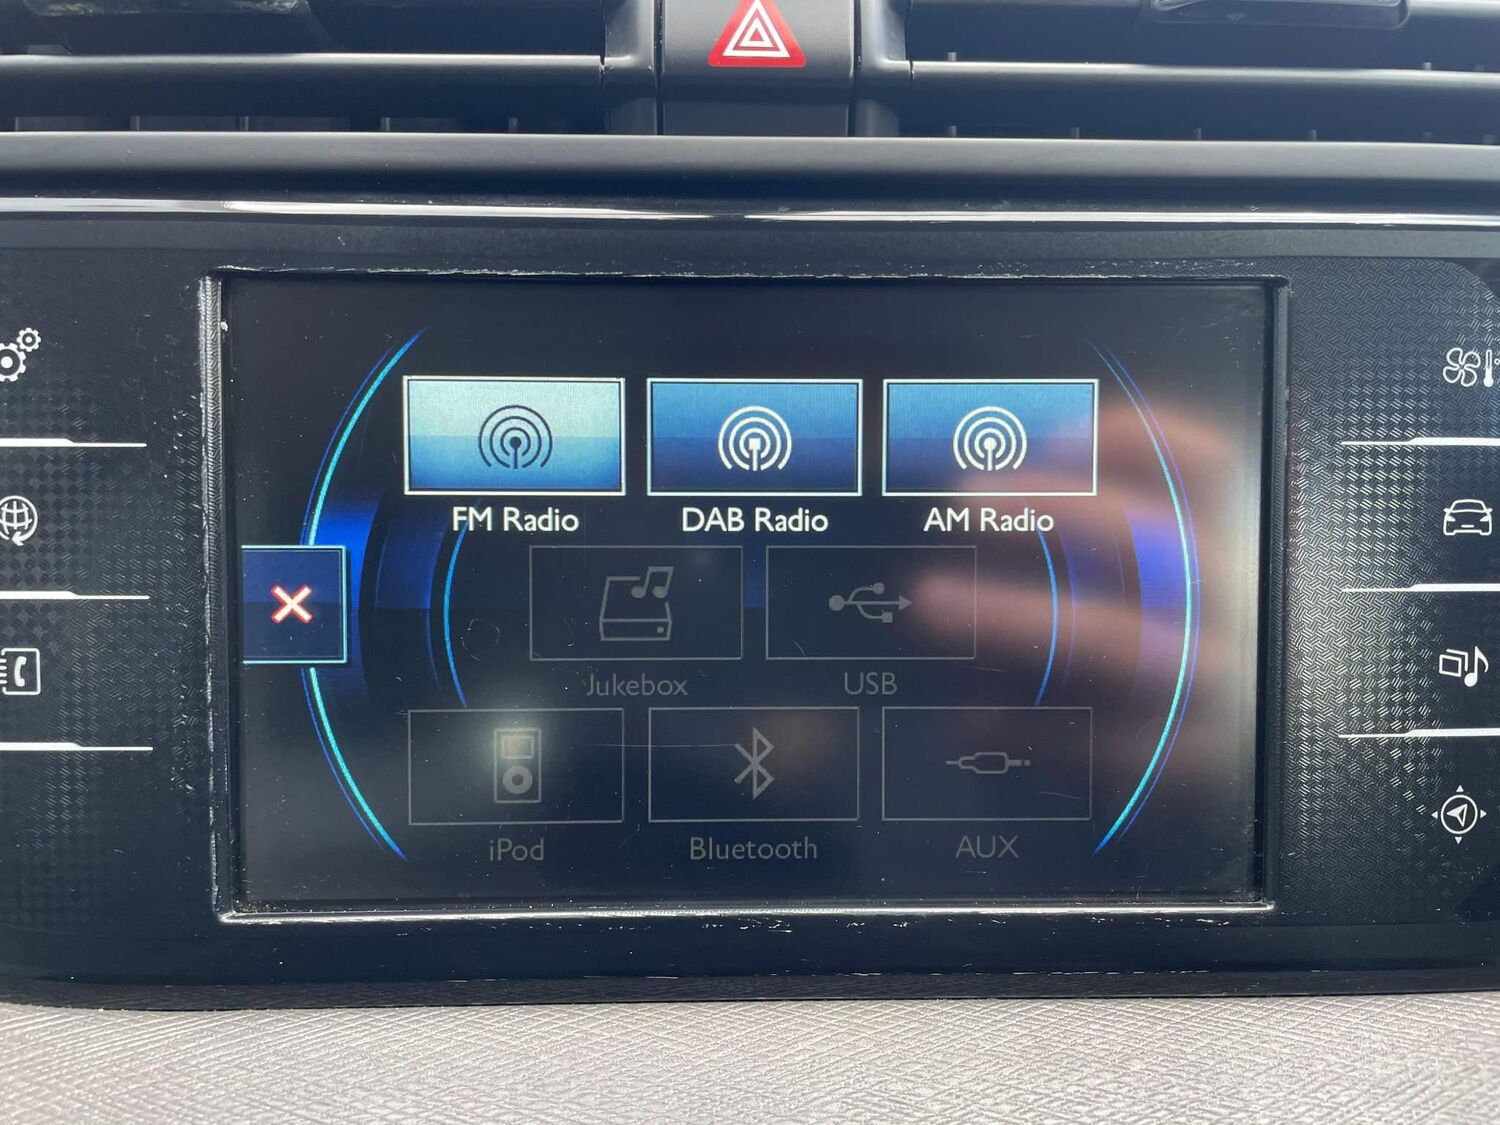 FM Radio
DAB Radio
AM Radio
Jukebox
USB
iPod
Bluetooth
AUX